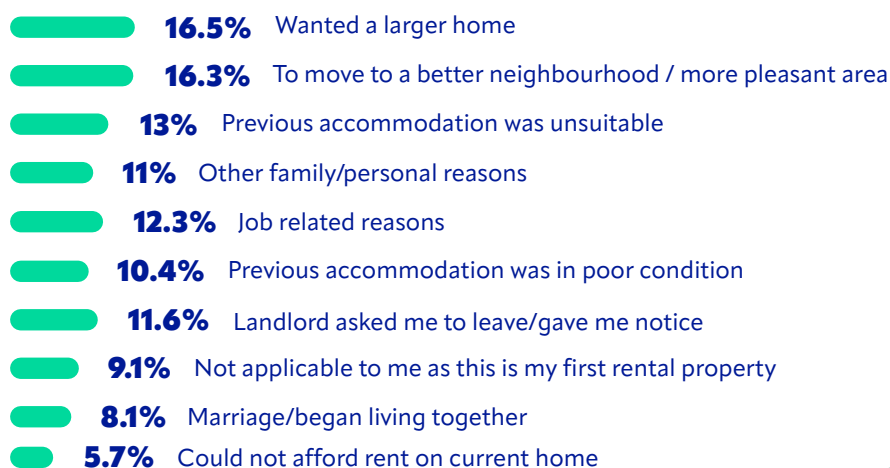 16.5% Wanted a larger home
16.3% To move to a better neighbourhood / more pleasant area
13% Previous accommodation was unsuitable
11% Other family/personal reasons
12.3% Job related reasons
10.4% Previous accommodation was in poor condition
11.6% Landlord asked me to leave/gave me notice
9.1% Not applicable to me as this is my first rental property
8.1% Marriage/began living together
5.7% Could not afford rent on current home